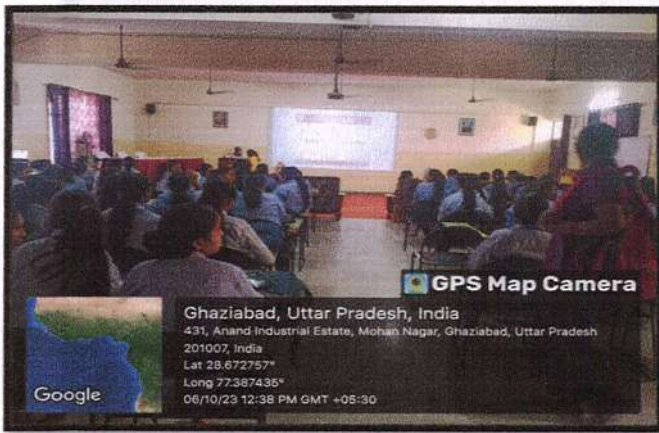 GPS Map Camera
Ghaziabad, Uttar Pradesh, India
431, Anand Industrial Estate, Mohan Nagar, Ghaziabad, Uttar Pradesh
201007, India
Lat 28.672757°
Long 77.387435°
06/10/23 12:38 PM GMT +05:30
Google